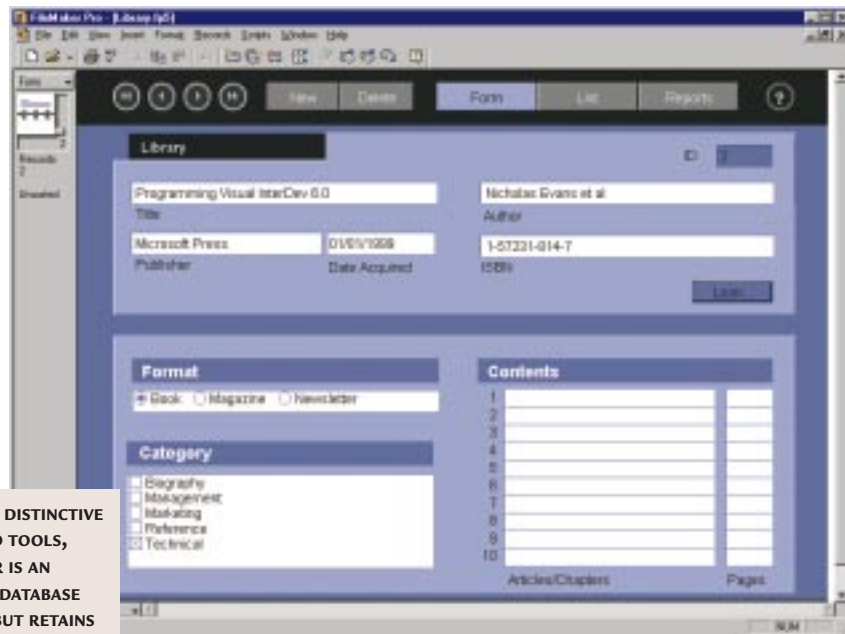 FileMaker Pro - [Library.fp5]
File Edit View Insert Format Records Scripts Window Help
Form
New Delete Form List Reports ?
2
Records:
2
Unsorted
Library
ID 2
Programming Visual InterDev 6.0
Nicholas Evans et al
Title
Author
Microsoft Press
01/01/1999
1-57231-814-7
Publisher
Date Acquired
ISBN
Loan
Format
Contents
Book Magazine Newsletter
1
2
3
4
5
6
7
8
9
10
Category
Biography
Management
Marketing
Reference
Technical
Articles/Chapters
Pages
DISTINCTIVE
TOOLS,
IS AN
DATABASE
BUT RETAINS
NUM